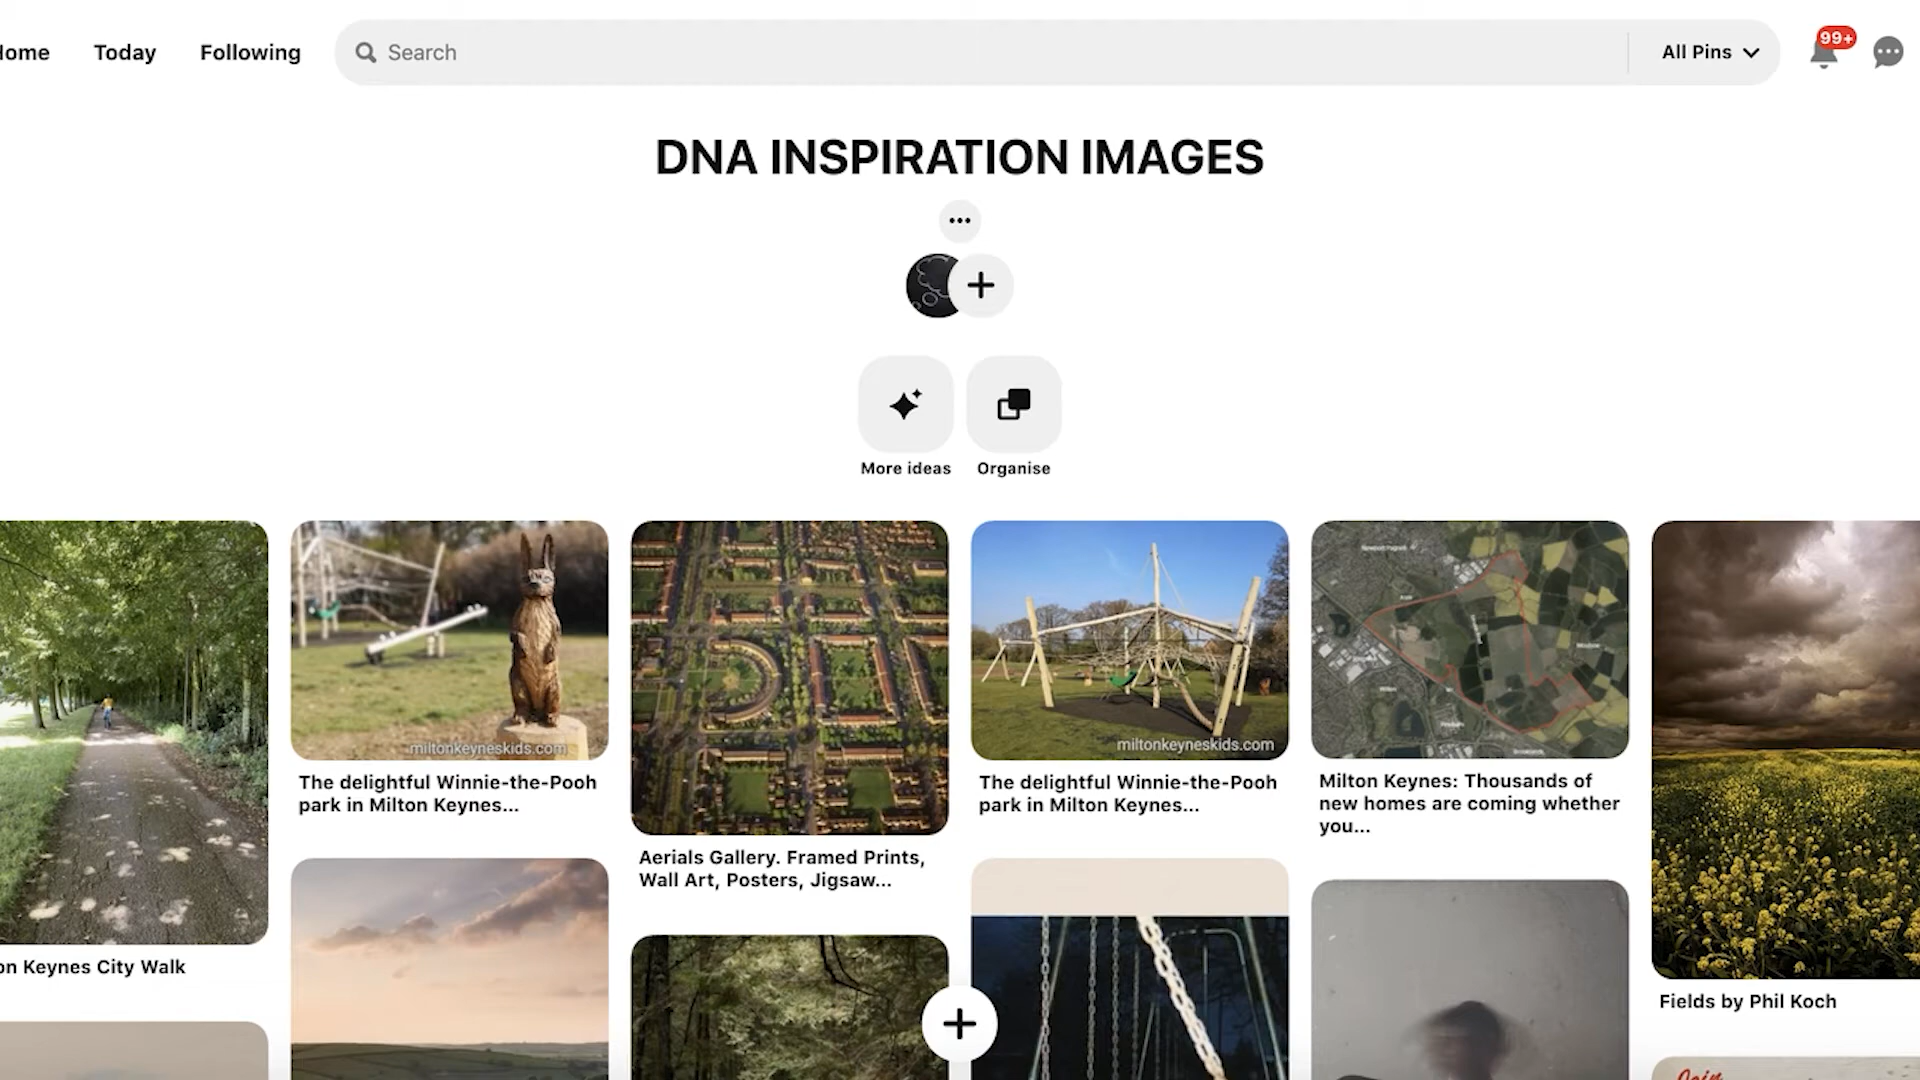 Home
Today
Following
Search
All Pins
99+
DNA INSPIRATION IMAGES
More ideas
Organise
miltonkeyneskids.com
The delightful Winnie-the-Pooh
park in Milton Keynes...
Aerials Gallery. Framed Prints,
Wall Art, Posters, Jigsaw...
miltonkeyneskids.com
The delightful Winnie-the-Pooh
park in Milton Keynes...
Milton Keynes: Thousands of
new homes are coming whether
you...
on Keynes City Walk
Fields by Phil Koch
Join